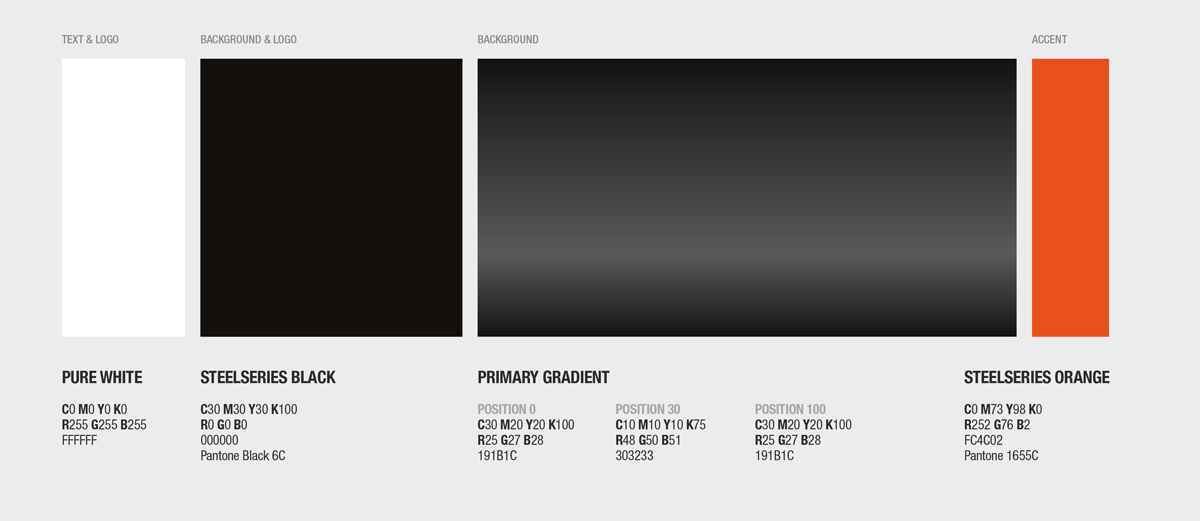 TEXT & LOGO
BACKGROUND & LOGO
BACKGROUND
ACCENT
PURE WHITE
C0 M0 Y0 K0
R255 G255 B255
FFFFFF
STEELSERIES BLACK
C30 M30 Y30 K100
R0 G0 B0
000000
Pantone Black 6C
PRIMARY GRADIENT
POSITION 0
C30 M20 Y20 K100
R25 G27 B28
191B1C
POSITION 30
C10 M10 Y10 K75
R48 G50 B51
303233
POSITION 100
C30 M20 Y20 K100
R25 G27 B28
191B1C
STEELSERIES ORANGE
C0 M73 Y98 K0
R252 G76 B2
FC4C02
Pantone 1655C